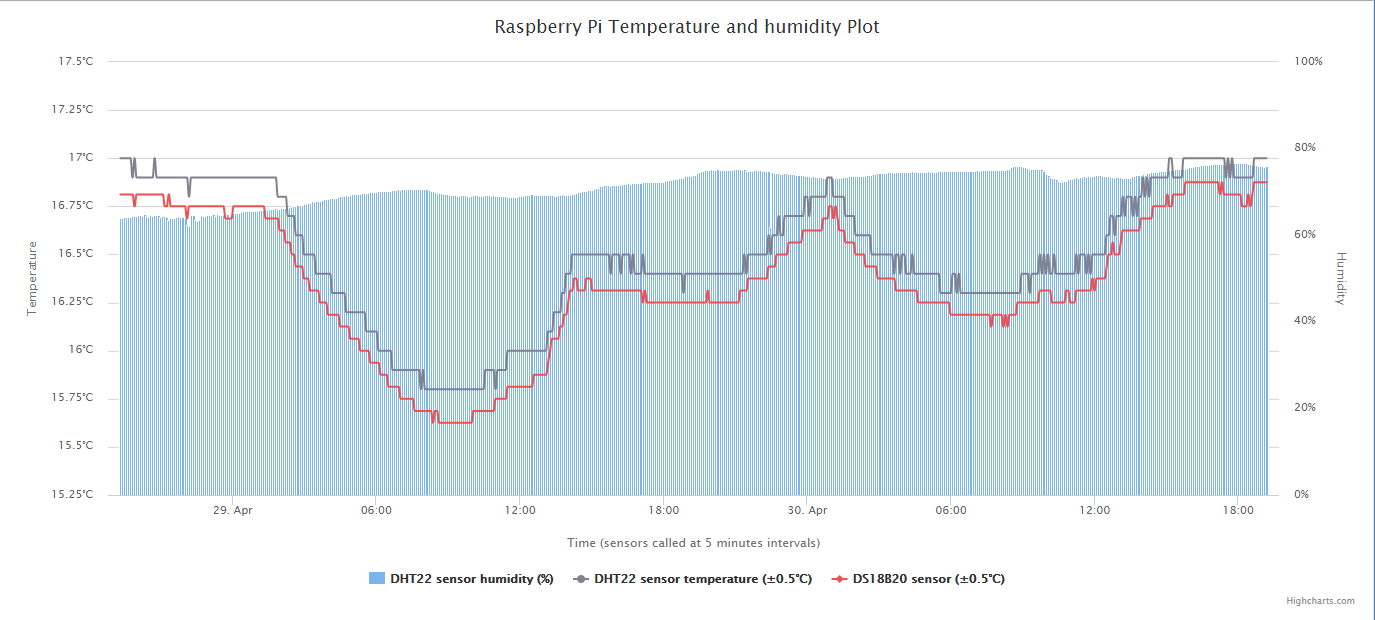 Raspberry Pi Temperature and humidity Plot
17.5°C
17.25°C
17°C
16.75°C
16.5°C
16.25°C
16°C
15.75°C
15.5°C
15.25°C
Temperature
100%
80%
60%
40%
20%
0%
Humidity
29. Apr 06:00 12:00 18:00 30. Apr 06:00 12:00 18:00
Time (sensors called at 5 minutes intervals)
DHT22 sensor humidity (%) DHT22 sensor temperature (±0.5°C) DS18B20 sensor (±0.5°C)
Highcharts.com